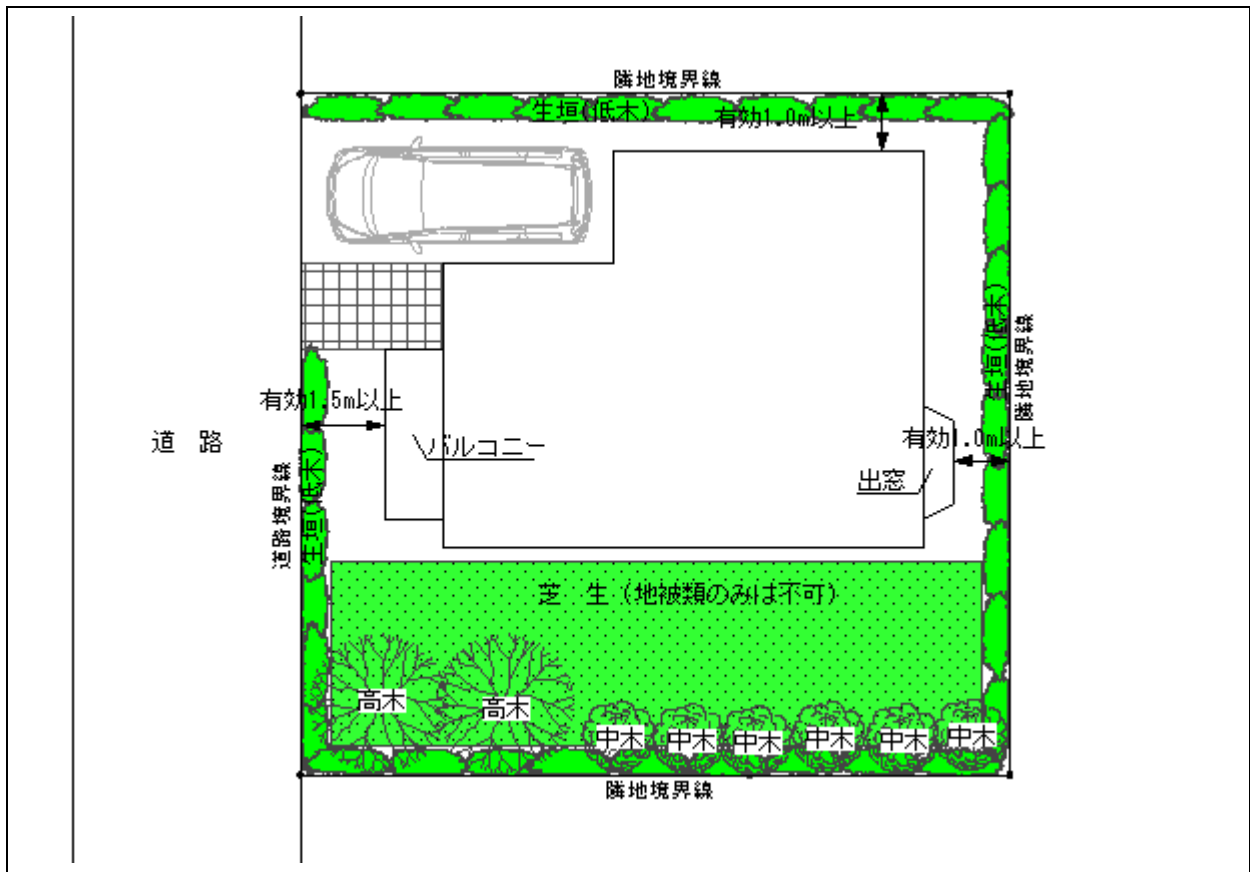 隣地境界線
生垣(低木)
有効1.0m以上
生垣(低木)
隣地境界線
有効1.5m以上
道 路
バルコニー
有効1.0m以上
出窓
道路境界線
生垣(低木)
芝 生（地被類のみは不可）
高木
高木
中木
中木
中木
中木
中木
中木
隣地境界線